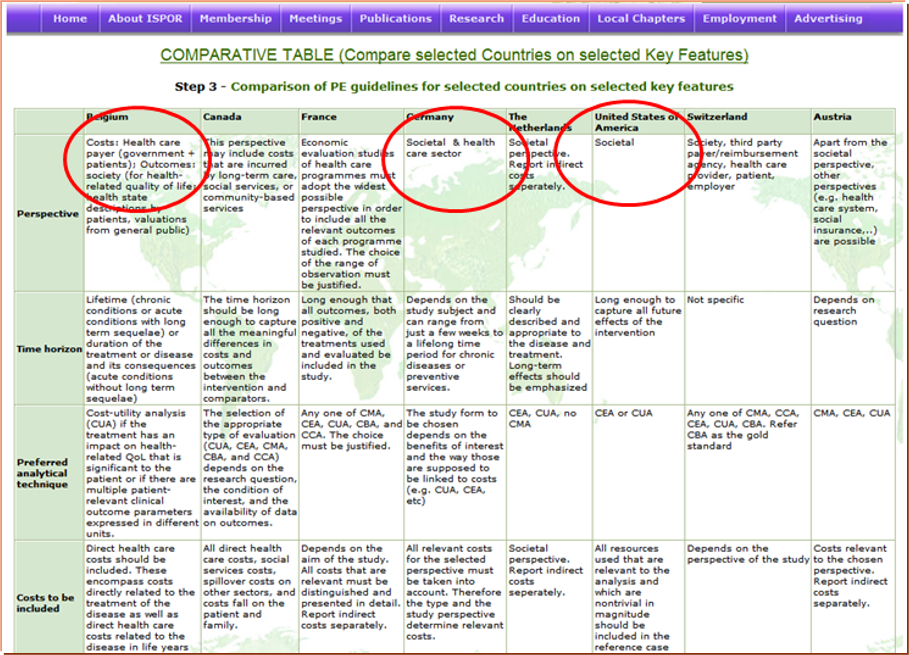 Home About ISPOR Membership Meetings Publications Research Education Local Chapters Employment Advertising
COMPARATIVE TABLE (Compare selected Countries on selected Key Features)
Step 3 - Comparison of PE guidelines for selected countries on selected key features
Belgium
Canada
France
Germany
The
Netherlands
United States of
America
Switzerland
Austria
Perspective
Costs: Health care
payer (government +
patients); Outcomes:
society (for health-
related quality of life:
health state
descriptions by
patients, valuations
from general public)
This perspective
may include costs
that are incurred
by long-term care,
social services, or
community-based
services
Economic
evaluation studies
of health care
programmes must
adopt the widest
possible
perspective in order
to include all the
relevant outcomes
of each programme
studied. The choice
of the range of
observation must
be justified.
Societal & health
care sector
Societal
perspective.
Report indirect
costs
seperately.
Societal
Society, third party
payer/reimbursement
agency, health care
provider, patient,
employer
Apart from the
societal
perspective,
other
perspectives
(e.g. health
care system,
social
insurance,..)
are possible
Time horizon
Lifetime (chronic
conditions or acute
conditions with long
term sequelae) or
duration of the
treatment or disease
and its consequences
(acute conditions
without long term
sequelae)
The time horizon
should be long
enough to capture
all the meaningful
differences in
costs and
outcomes
between the
intervention and
comparators.
Long enough that
all outcomes, both
positive and
negative, of the
treatments used
and evaluated be
included in the
study.
Depends on the
study subject and
can range from
just a few weeks to
a lifelong time
period for chronic
diseases or
preventive
services.
Should be
clearly
described and
appropriate to
the disease and
treatment.
Long-term
effects should
be emphasized
Long enough to
capture all future
effects of the
intervention
Not specific
Depends on
research
question
Preferred
analytical
technique
Cost-utility analysis
(CUA) if the
treatment has an
impact on health-
related QoL that is
significant to the
patient or if there are
multiple patient-
relevant clinical
outcome parameters
expressed in different
units.
The selection of
the appropriate
type of evaluation
(CUA, CEA, CMA,
CBA, and CCA)
depends on the
research question,
the condition of
interest, and the
availability of data
on outcomes.
Any one of CMA,
CEA, CUA, CBA, and
CCA. The choice
must be justified.
The study form to
be chosen
depends on the
benefits of interest
and the way those
are supposed to
be linked to costs
(e.g. CUA, CEA,
etc)
CEA, CUA, no
CMA
CEA or CUA
Any one of CMA, CCA,
CEA, CUA, CBA. Refer
CBA as the gold
standard
CMA, CEA, CUA
Costs to be
included
Direct health care
costs should be
included. These
encompass costs
directly related to the
treatment of the
disease as well as
direct health care
costs related to the
disease in life years
All direct health
care costs, social
services costs,
spillover costs on
other sectors, and
costs fall on the
patient and
family.
Depends on the
aim of the study.
All costs that are
relevant must be
distinguished and
presented in detail.
Report indirect
costs separately.
All relevant costs
for the selected
perspective must
be taken into
account. Therefore
the type and the
study perspective
determine relevant
costs.
Societal
perspective.
Report indirect
costs
seperately.
All resources
used that are
relevant to the
analysis and
which are
nontrivial in
magnitude
should be
included in the
reference case
Depends on the
perspective of the study
Costs relevant
to the chosen
perspective.
Report indirect
costs
separately.